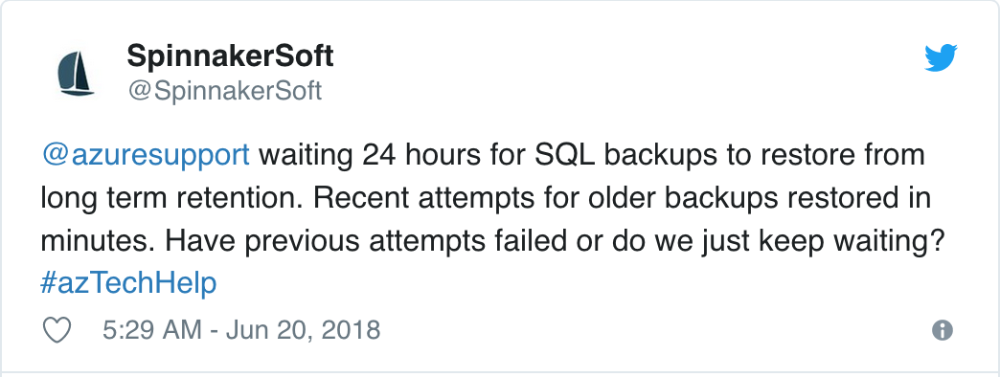 SpinnakerSoft
@SpinnakerSoft
@azuresupport waiting 24 hours for SQL backups to restore from
long term retention. Recent attempts for older backups restored in
minutes. Have previous attempts failed or do we just keep waiting?
#azTechHelp
5:29 AM - Jun 20, 2018